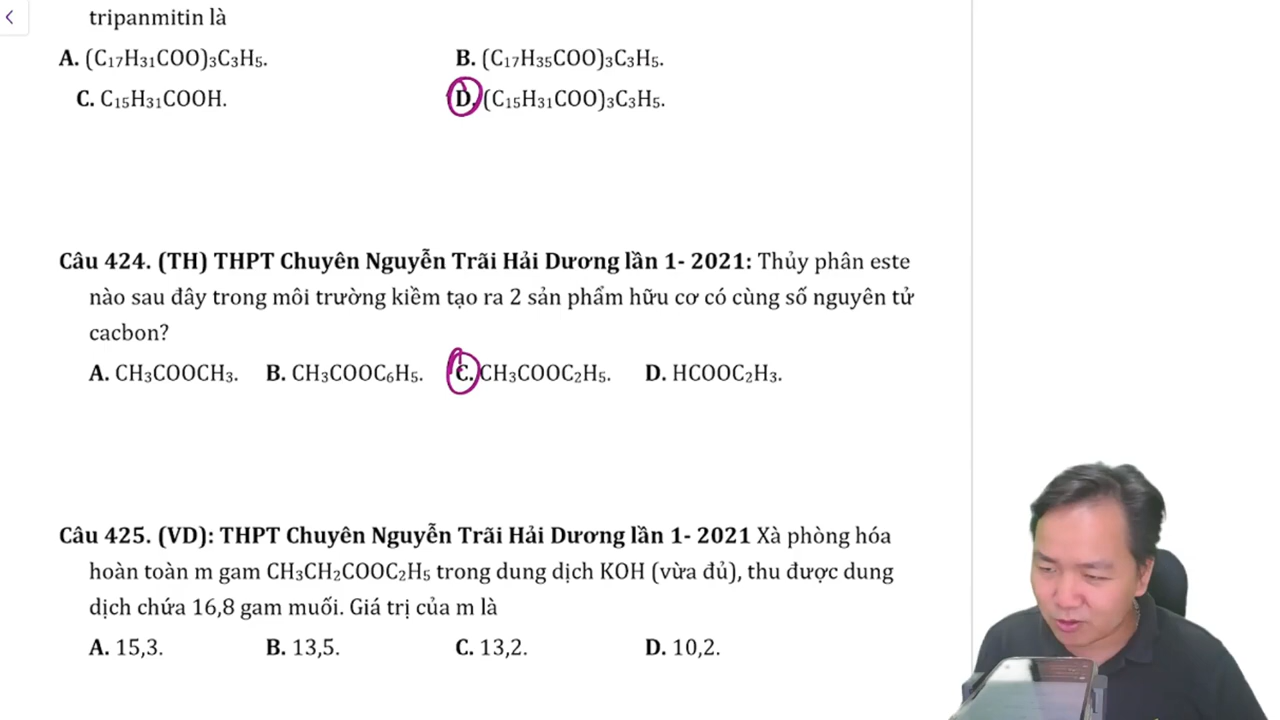 tripanmitin là
A. (C₁₇H₃₁COO)₃C₃H₅. B. (C₁₇H₃₅COO)₃C₃H₅.
C. C₁₅H₃₁COOH. D. (C₁₅H₃₁COO)₃C₃H₅.
Câu 424. (TH) THPT Chuyên Nguyễn Trãi Hải Dương lần 1- 2021: Thủy phân este
nào sau đây trong môi trường kiềm tạo ra 2 sản phẩm hữu cơ có cùng số nguyên tử
cacbon?
A. CH₃COOCH₃. B. CH₃COOC₆H₅. C. CH₃COOC₂H₅. D. HCOOC₂H₃.
Câu 425. (VD): THPT Chuyên Nguyễn Trãi Hải Dương lần 1- 2021 Xà phòng hóa
hoàn toàn m gam CH₃CH₂COOC₂H₅ trong dung dịch KOH (vừa đủ), thu được dung
dịch chứa 16,8 gam muối. Giá trị của m là
A. 15,3. B. 13,5. C. 13,2. D. 10,2.